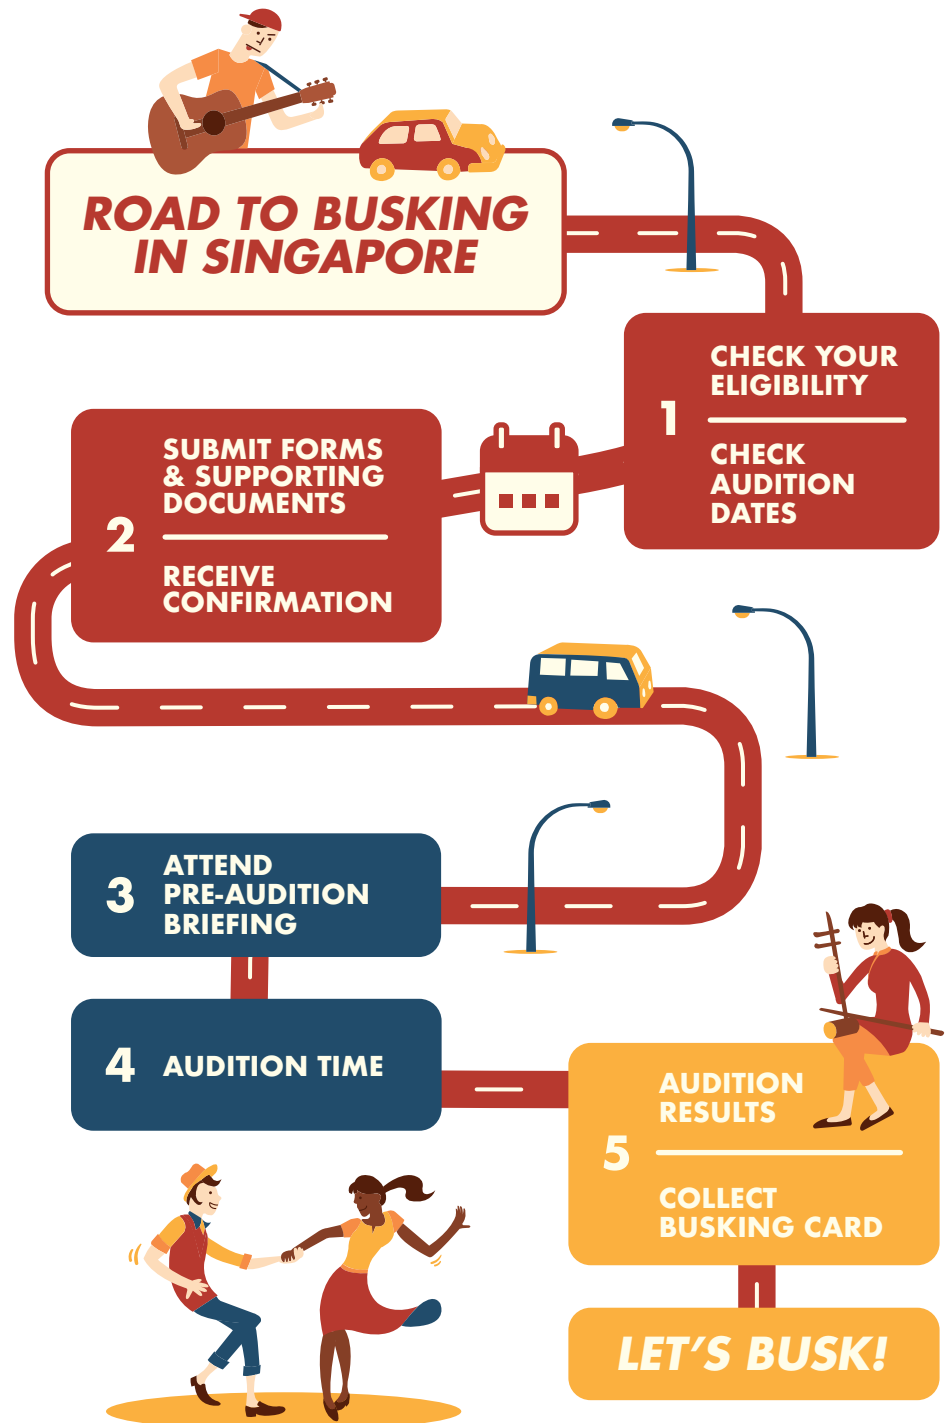 ROAD TO BUSKING
IN SINGAPORE
1
CHECK YOUR
ELIGIBILITY
CHECK
AUDITION
DATES
2
SUBMIT FORMS
& SUPPORTING
DOCUMENTS
RECEIVE
CONFIRMATION
3
ATTEND
PRE-AUDITION
BRIEFING
4
AUDITION TIME
5
AUDITION
RESULTS
COLLECT
BUSKING CARD
LET'S BUSK!